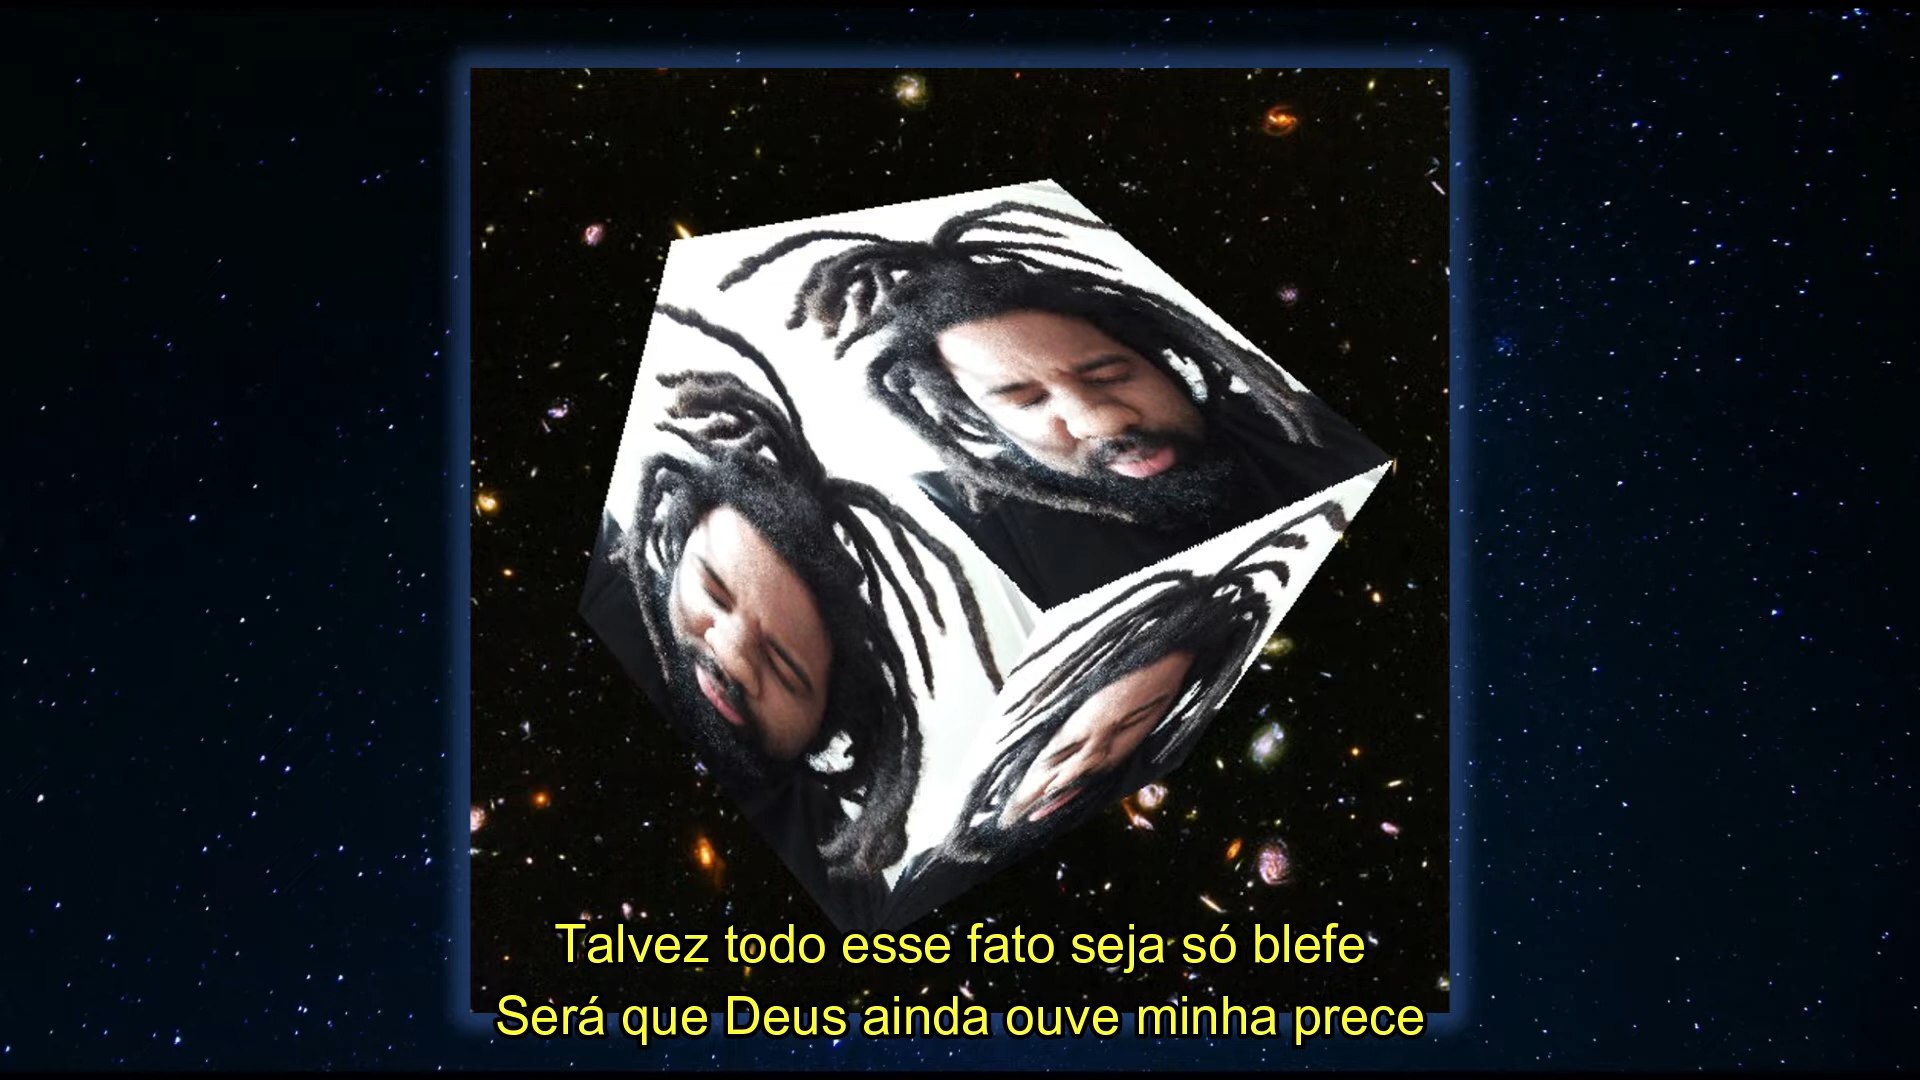 Talvez todo esse fato seja só blefe
Será que Deus ainda ouve minha prece